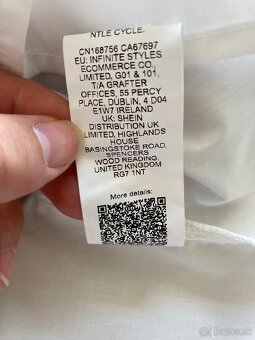 NTLE CYCLE.
CN168756 CA67697
EU: INFINITE STYLES
ECOMMERCE CO.,
LIMITED, G01 & 101,
T/A GRAFTER
OFFICES, 55 PERCY
PLACE, DUBLIN, 4 D04
E1W7 IRELAND
UK: SHEIN
DISTRIBUTION UK
LIMITED, HIGHLANDS
HOUSE
BASINGSTOKE ROAD,
SPENCERS
WOOD READING,
UNITED KINGDOM
RG7 1NT
More details:
bazos.sk